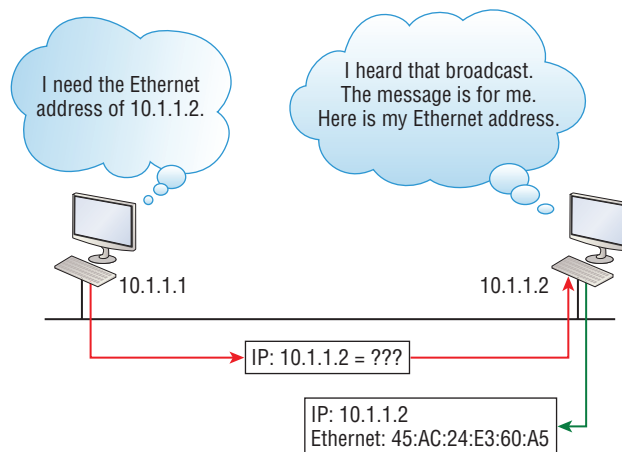 I need the Ethernet
address of 10.1.1.2.
I heard that broadcast.
The message is for me.
Here is my Ethernet address.
10.1.1.1
10.1.1.2
IP: 10.1.1.2 = ???
IP: 10.1.1.2
Ethernet: 45:AC:24:E3:60:A5